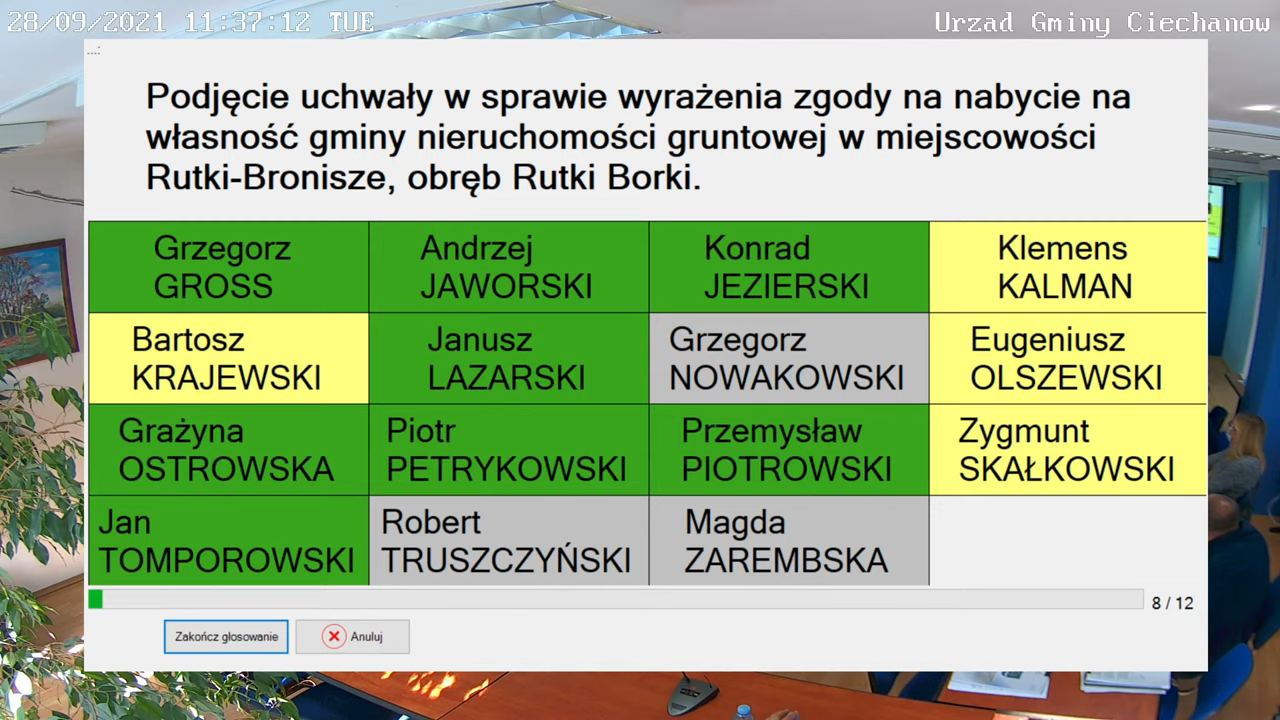 28/09/2021 11:37:12 TUE
Urzad Gminy Ciechanow
Podjęcie uchwały w sprawie wyrażenia zgody na nabycie na
własność gminy nieruchomości gruntowej w miejscowości
Rutki-Bronisze, obręb Rutki Borki.
Grzegorz
GROSS
Andrzej
JAWORSKI
Konrad
JEZIERSKI
Klemens
KALMAN
Bartosz
KRAJEWSKI
Janusz
LAZARSKI
Grzegorz
NOWAKOWSKI
Eugeniusz
OLSZEWSKI
Grażyna
OSTROWSKA
Piotr
PETRYKOWSKI
Przemysław
PIOTROWSKI
Zygmunt
SKAŁKOWSKI
Jan
TOMPOROWSKI
Robert
TRUSZCZYŃSKI
Magda
ZAREMBSKA
8 / 12
Zakończ głosowanie
Anuluj